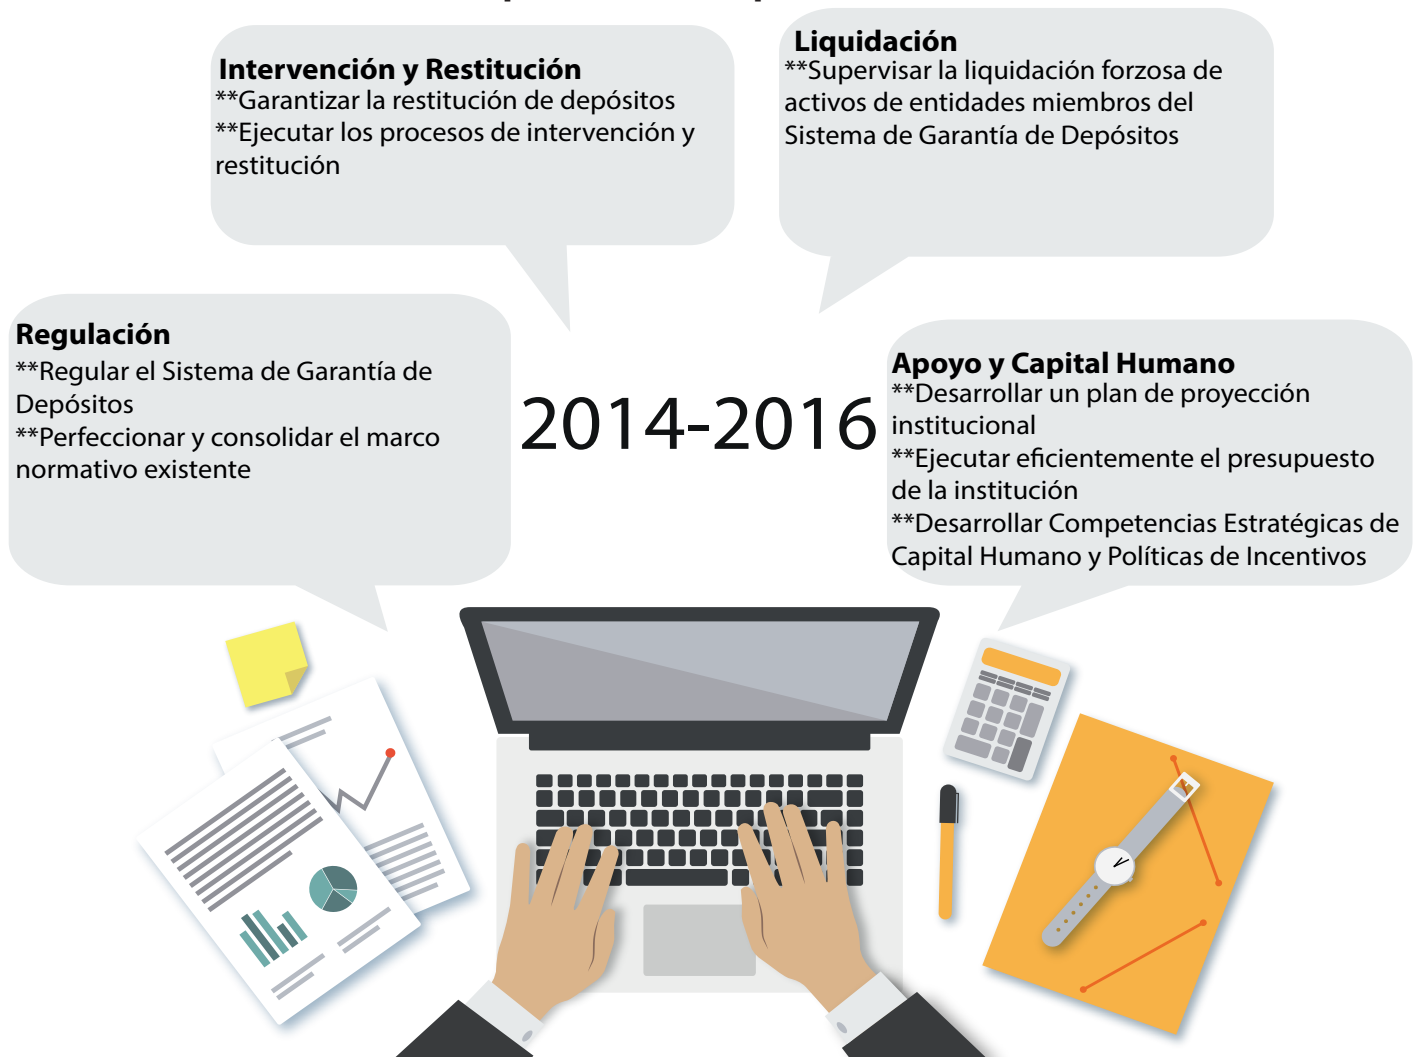 Intervención y Restitución
**Garantizar la restitución de depósitos
**Ejecutar los procesos de intervención y
restitución
Liquidación
**Supervisar la liquidación forzosa de
activos de entidades miembros del
Sistema de Garantía de Depósitos
Regulación
**Regular el Sistema de Garantía de
Depósitos
**Perfeccionar y consolidar el marco
normativo existente
2014-2016
Apoyo y Capital Humano
**Desarrollar un plan de proyección
institucional
**Ejecutar eficientemente el presupuesto
de la institución
**Desarrollar Competencias Estratégicas de
Capital Humano y Políticas de Incentivos